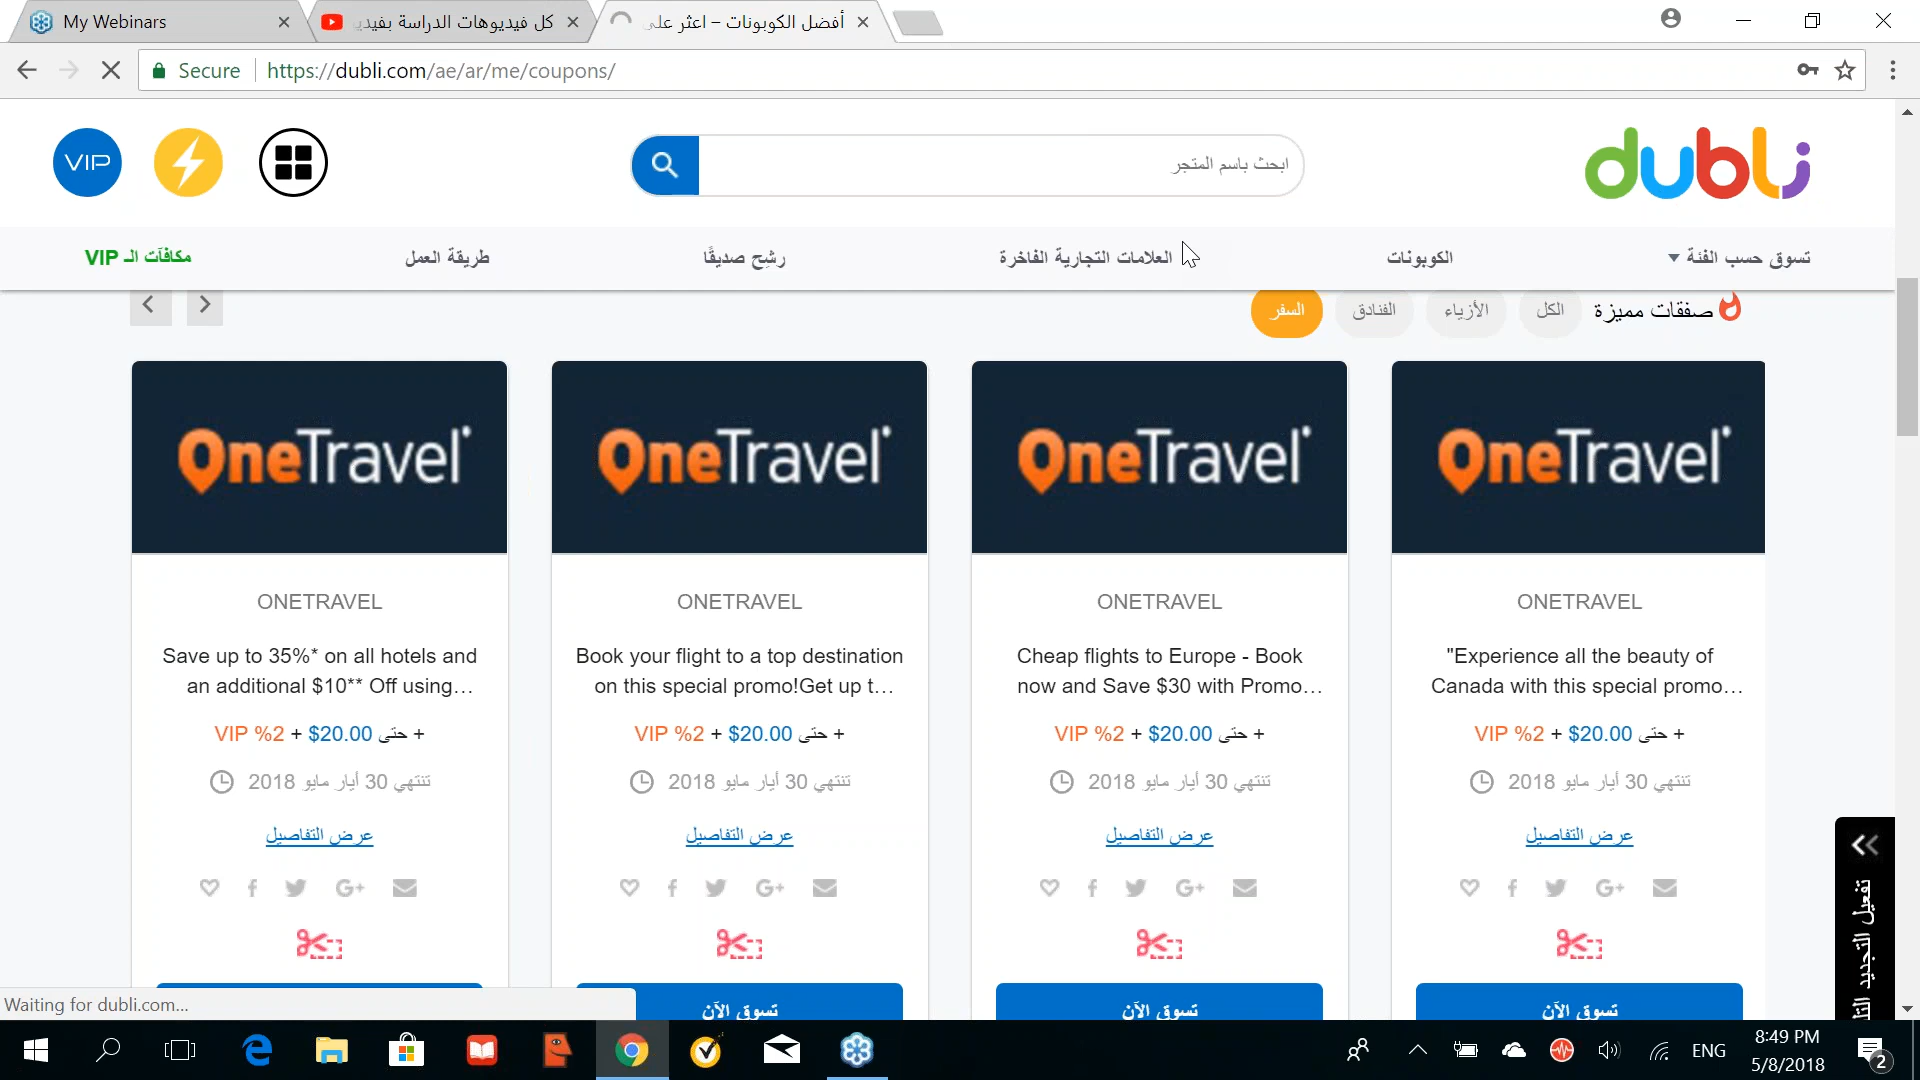 My Webinars
كل فيديوهات الدراسة بفيدي
أفضل الكوبونات – اعثر على
Secure
https://dubli.com/ae/ar/me/coupons/
VIP
ابحث باسم المتجر
dubli
تسوق حسب الفئة
الكوبونات
العلامات التجارية الفاخرة
رشِح صديقًا
طريقة العمل
مكافآت الـ VIP
صفقات مميزة
الكل
الأزياء
الفنادق
السفر
OneTravel
OneTravel
OneTravel
OneTravel
ONETRAVEL
ONETRAVEL
ONETRAVEL
ONETRAVEL
Save up to 35%* on all hotels and
an additional $10** Off using…
Book your flight to a top destination
on this special promo!Get up t…
Cheap flights to Europe - Book
now and Save $30 with Promo…
"Experience all the beauty of
Canada with this special promo…
+ حتى $20.00 + 2% VIP
+ حتى $20.00 + 2% VIP
+ حتى $20.00 + 2% VIP
+ حتى $20.00 + 2% VIP
تنتهي 30 أيار مايو 2018
تنتهي 30 أيار مايو 2018
تنتهي 30 أيار مايو 2018
تنتهي 30 أيار مايو 2018
عرض التفاصيل
عرض التفاصيل
عرض التفاصيل
عرض التفاصيل
تسوق الآن
تسوق الآن
تسوق الآن
تفعيل التجديد
Waiting for dubli.com...
ENG
8:49 PM
5/8/2018
2